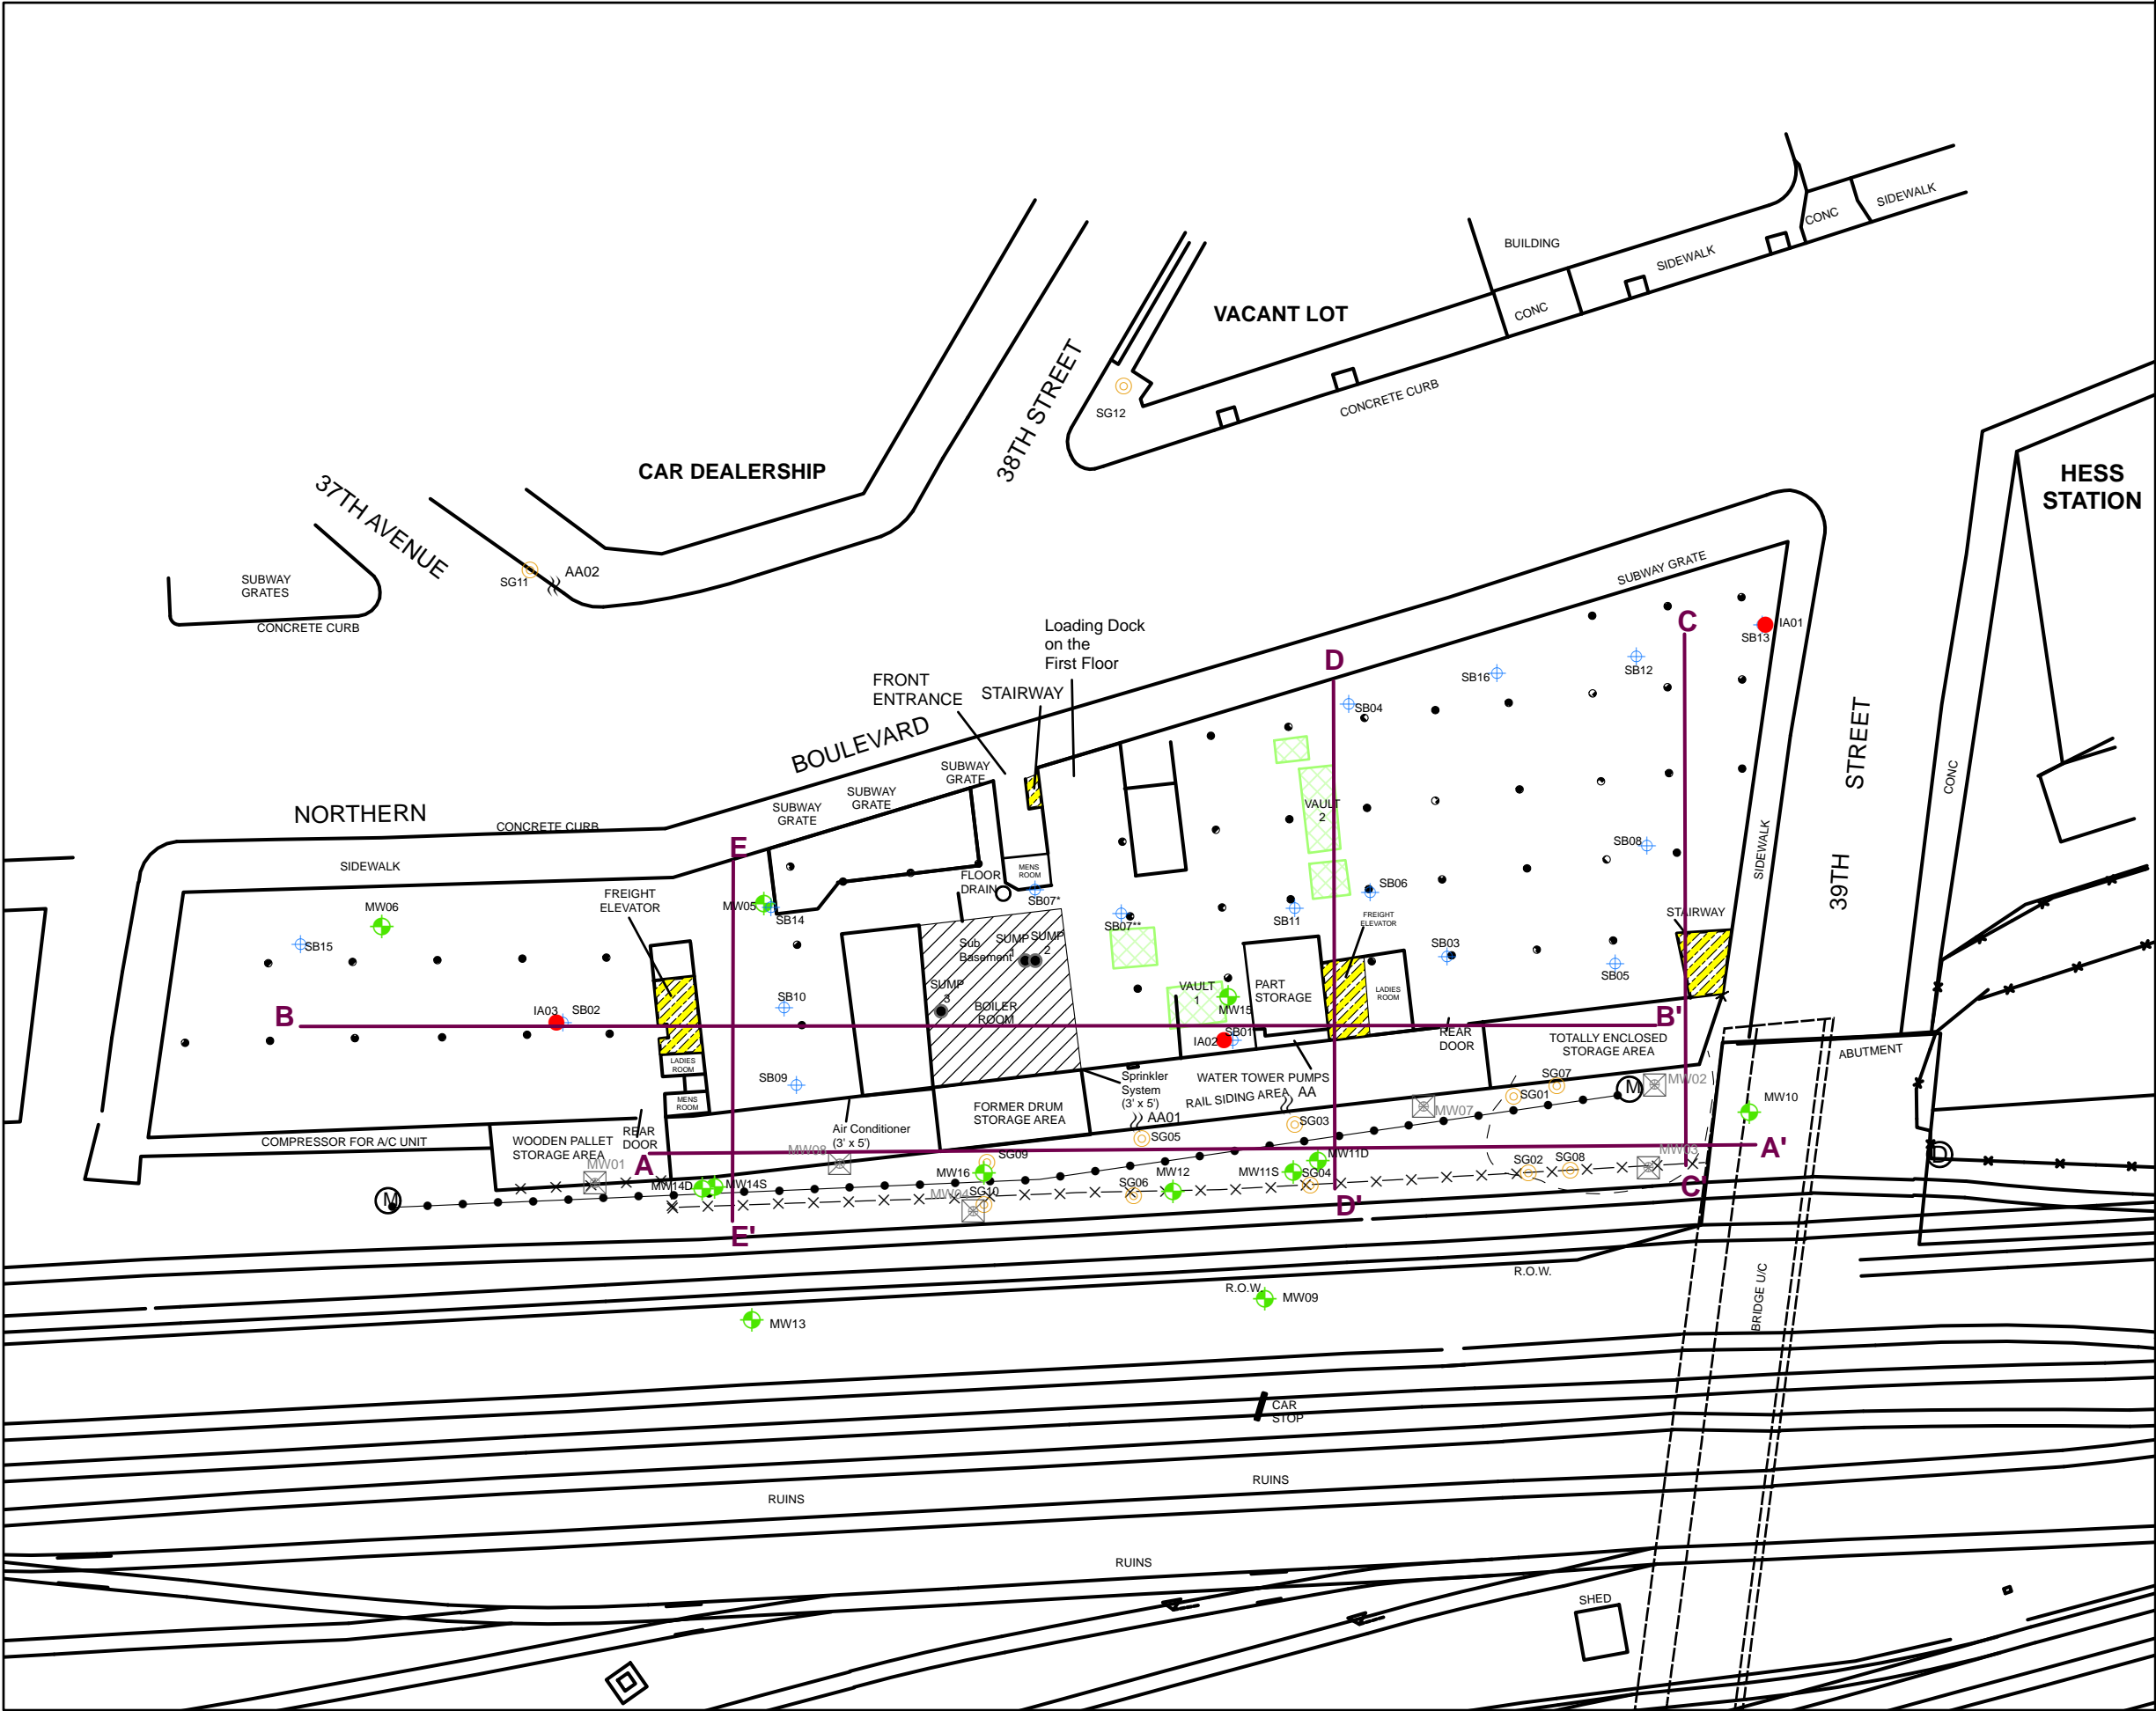 SIDEWALK
CONC
BUILDING
SIDEWALK
VACANT LOT
CONC
CONCRETE CURB
SG12
38TH STREET
CAR DEALERSHIP
HESS
STATION
37TH AVENUE
SG11
AA02
SUBWAY
GRATES
CONCRETE CURB
SUBWAY GRATE
Loading Dock
on the
First Floor
C
IA01
SB13
D
SB12
SB16
FRONT
ENTRANCE
STAIRWAY
SB04
BOULEVARD
39TH STREET
CONC
SUBWAY
GRATE
SUBWAY
GRATE
SUBWAY
GRATE
NORTHERN
CONCRETE CURB
VAULT
2
E
SB08
SIDEWALK
SIDEWALK
MENS
ROOM
FLOOR
DRAIN
FREIGHT
ELEVATOR
SB06
MW06
MW05
SB14
SB07*
SB07**
SB11
FREIGHT
ELEVATOR
STAIRWAY
SB15
Sub
Basement
SUMP
1
SUMP
2
SB03
SB05
SUMP
3
VAULT
1
PART
STORAGE
LADIES
ROOM
SB10
BOILER
ROOM
MW15
IA03
SB02
B
B'
SB01
IA02
REAR
DOOR
TOTALLY ENCLOSED
STORAGE AREA
ABUTMENT
LADIES
ROOM
SB09
Sprinkler
System
(3' x 5')
WATER TOWER PUMPS
RAIL SIDING AREA
AA
SG07
SG01
M
MW02
MW10
MENS
ROOM
FORMER DRUM
STORAGE AREA
MW07
AA01
SG03
COMPRESSOR FOR A/C UNIT
WOODEN PALLET
STORAGE AREA
REAR
DOOR
Air Conditioner
(3' x 5')
SG05
MW08
SG09
MW11D
MW03
A
A'
D
MW01
MW16
MW12
MW11S
SG04
SG02
SG08
MW14D
MW14S
SG06
M
MW04
SG10
C'
D'
E'
R.O.W.
R.O.W.
MW09
MW13
BRIDGE U/C
CAR
STOP
RUINS
RUINS
RUINS
SHED